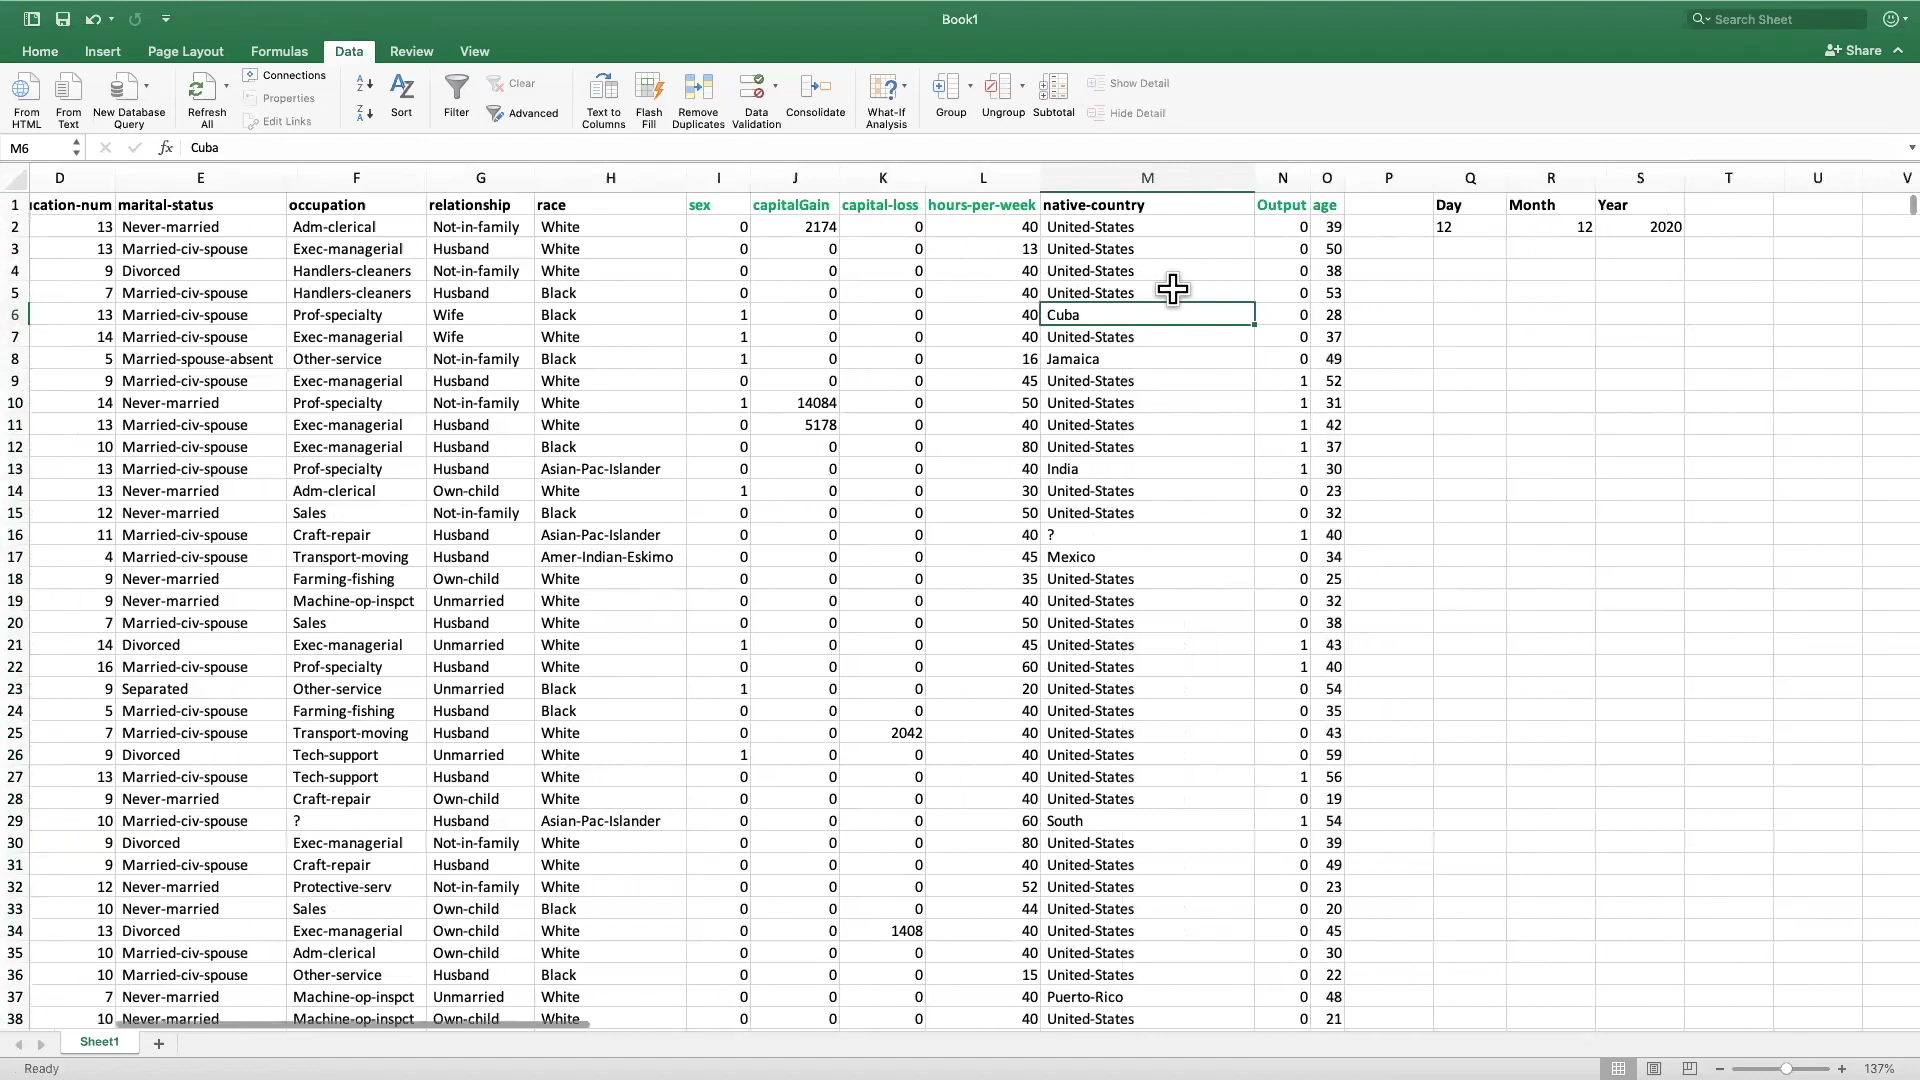 Book1
Search Sheet
Home Insert Page Layout Formulas Data Review View
Share
From HTML
From Text
New Database Query
Refresh All
Connections
Properties
Edit Links
A Z
Z A
A Z
Sort
Filter
Clear
Advanced
Text to Columns
Flash Fill
Remove Duplicates
Data Validation
Consolidate
What-If Analysis
Group
Ungroup
Subtotal
Show Detail
Hide Detail
M6 fx Cuba
D E F G H I J K L M N O P Q R S T U V
1 ication-num marital-status occupation relationship race sex capitalGain capital-loss hours-per-week native-country Output age Day Month Year
2 13 Never-married Adm-clerical Not-in-family White 0 2174 0 40 United-States 0 39 12 12 2020
3 13 Married-civ-spouse Exec-managerial Husband White 0 0 0 13 United-States 0 50
4 9 Divorced Handlers-cleaners Not-in-family White 0 0 0 40 United-States 0 38
5 7 Married-civ-spouse Handlers-cleaners Husband Black 0 0 0 40 United-States 0 53
6 13 Married-civ-spouse Prof-specialty Wife Black 1 0 0 40 Cuba 0 28
7 14 Married-civ-spouse Exec-managerial Wife White 1 0 0 40 United-States 0 37
8 5 Married-spouse-absent Other-service Not-in-family Black 1 0 0 16 Jamaica 0 49
9 9 Married-civ-spouse Exec-managerial Husband White 0 0 0 45 United-States 1 52
10 14 Never-married Prof-specialty Not-in-family White 1 14084 0 50 United-States 1 31
11 13 Married-civ-spouse Exec-managerial Husband White 0 5178 0 40 United-States 1 42
12 10 Married-civ-spouse Exec-managerial Husband Black 0 0 0 80 United-States 1 37
13 13 Married-civ-spouse Prof-specialty Husband Asian-Pac-Islander 0 0 0 40 India 1 30
14 13 Never-married Adm-clerical Own-child White 1 0 0 30 United-States 0 23
15 12 Never-married Sales Not-in-family Black 0 0 0 50 United-States 0 32
16 11 Married-civ-spouse Craft-repair Husband Asian-Pac-Islander 0 0 0 40 ? 1 40
17 4 Married-civ-spouse Transport-moving Husband Amer-Indian-Eskimo 0 0 0 45 Mexico 0 34
18 9 Never-married Farming-fishing Own-child White 0 0 0 35 United-States 0 25
19 9 Never-married Machine-op-inspct Unmarried White 0 0 0 40 United-States 0 32
20 7 Married-civ-spouse Sales Husband White 0 0 0 50 United-States 0 38
21 14 Divorced Exec-managerial Unmarried White 1 0 0 45 United-States 1 43
22 16 Married-civ-spouse Prof-specialty Husband White 0 0 0 60 United-States 1 40
23 9 Separated Other-service Unmarried Black 1 0 0 20 United-States 0 54
24 5 Married-civ-spouse Farming-fishing Husband Black 0 0 0 40 United-States 0 35
25 7 Married-civ-spouse Transport-moving Husband White 0 0 2042 40 United-States 0 43
26 9 Divorced Tech-support Unmarried White 1 0 0 40 United-States 0 59
27 13 Married-civ-spouse Tech-support Husband White 0 0 0 40 United-States 1 56
28 9 Never-married Craft-repair Own-child White 0 0 0 40 United-States 0 19
29 10 Married-civ-spouse ? Husband Asian-Pac-Islander 0 0 0 60 South 1 54
30 9 Divorced Exec-managerial Not-in-family White 0 0 0 80 United-States 0 39
31 9 Married-civ-spouse Craft-repair Husband White 0 0 0 40 United-States 0 49
32 12 Never-married Protective-serv Not-in-family White 0 0 0 52 United-States 0 23
33 10 Never-married Sales Own-child Black 0 0 0 44 United-States 0 20
34 13 Divorced Exec-managerial Own-child White 0 0 1408 40 United-States 0 45
35 10 Married-civ-spouse Adm-clerical Own-child White 0 0 0 40 United-States 0 30
36 10 Married-civ-spouse Other-service Husband Black 0 0 0 15 United-States 0 22
37 7 Never-married Machine-op-inspct Unmarried White 0 0 0 40 Puerto-Rico 0 48
38 10 Never-married Machine-op-inspct Own-child White 0 0 0 40 United-States 0 21
Sheet1 +
Ready 137%